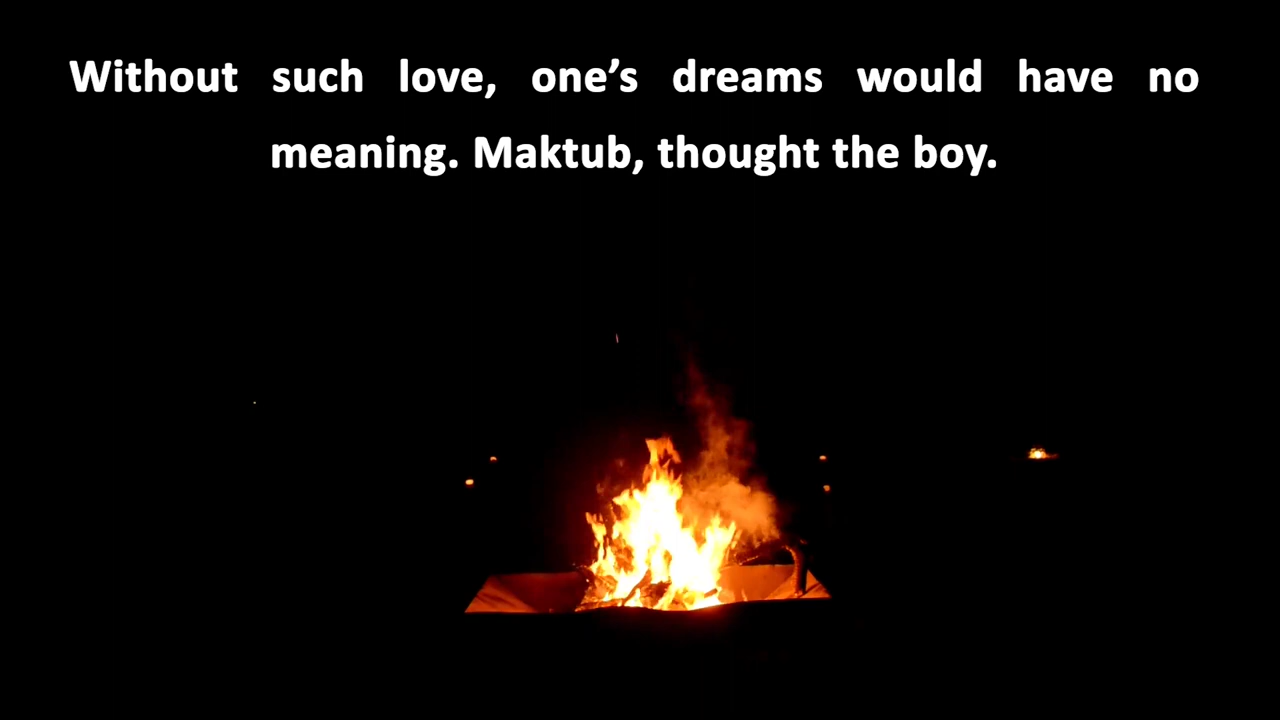 Without such love, one’s dreams would have no
meaning. Maktub, thought the boy.